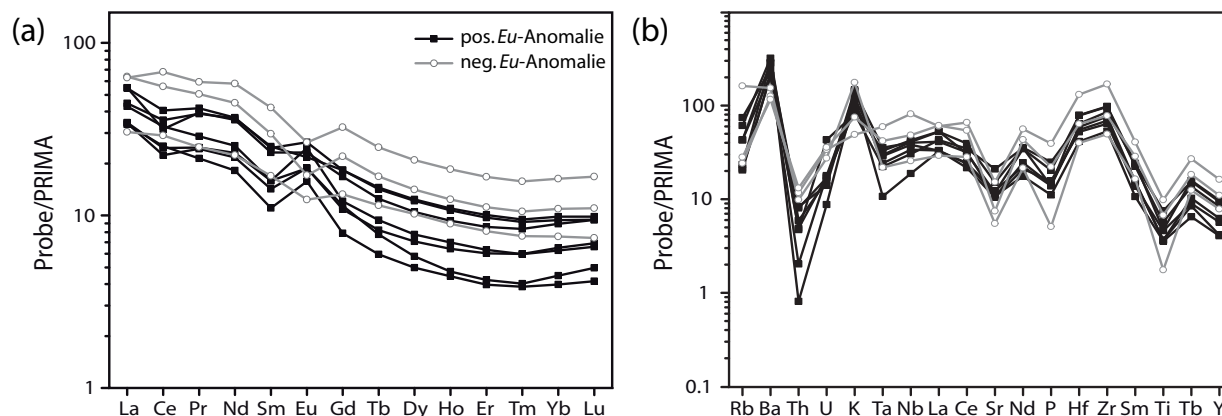 (a)
100
10
1
Probe/PRIMA
pos. Eu-Anomalie
neg. Eu-Anomalie
La Ce Pr Nd Sm Eu Gd Tb Dy Ho Er Tm Yb Lu
(b)
100
10
1
0.1
Probe/PRIMA
Rb Ba Th U K Ta Nb La Ce Sr Nd P Hf Zr Sm Ti Tb Y